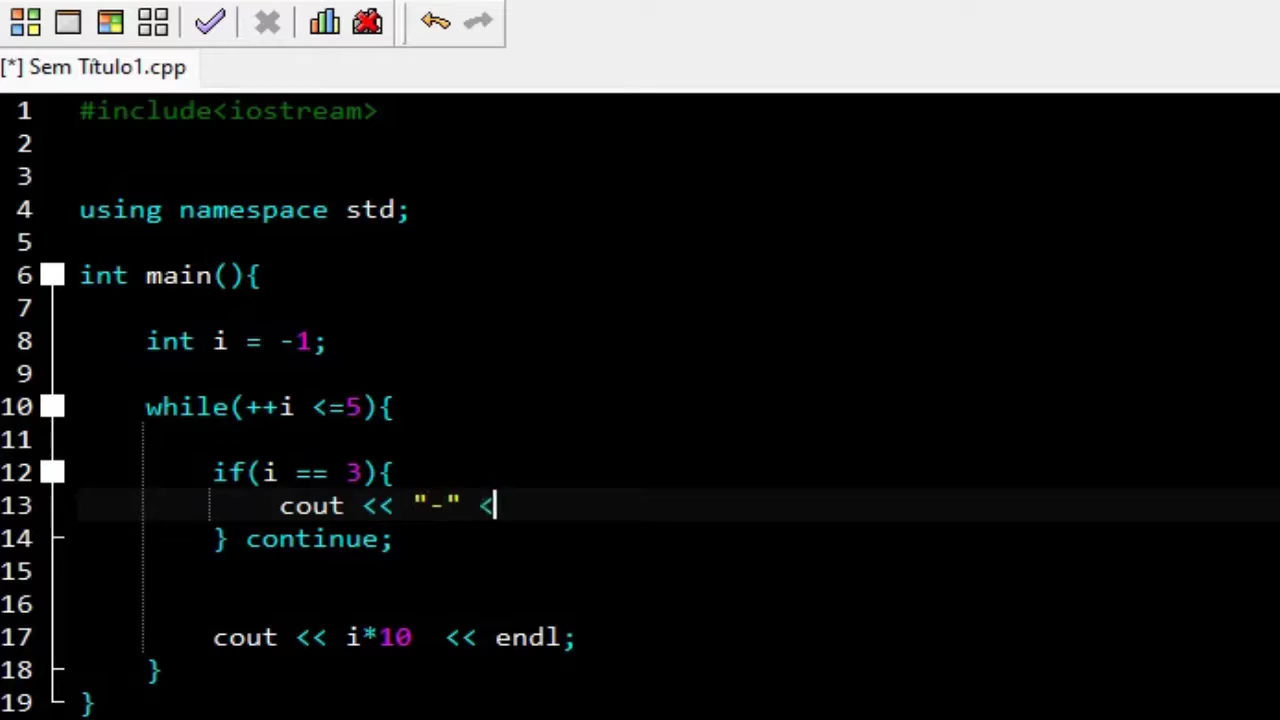 [*] Sem Título1.cpp
1 #include<iostream>
2
3
4 using namespace std;
5
6 int main(){
7
8 int i = -1;
9
10 while(++i <=5){
11
12 if(i == 3){
13 cout << "-" <
14 } continue;
15
16
17 cout << i*10  << endl;
18 }
19 }